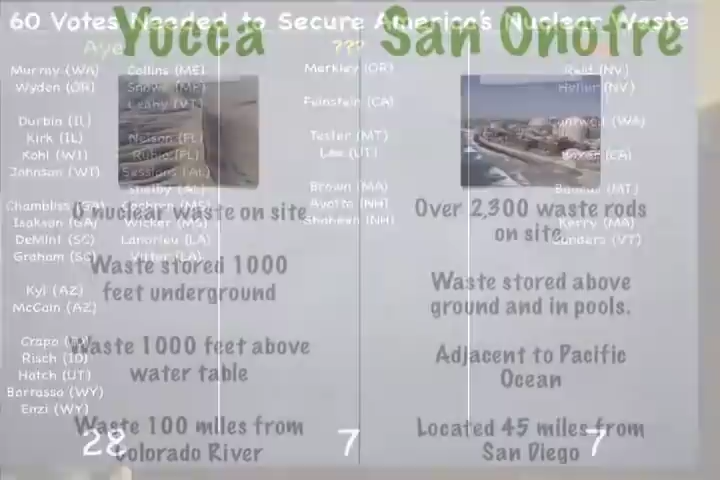 60 Votes Needed to Secure America's Nuclear Waste
Yucca
San Onofre
Aye
???
Murray (WA)
Wyden (OR)
Durbin (IL)
Kirk (IL)
Kohl (WI)
Johnson (WI)
Chambliss (GA)
Isakson (GA)
DeMint (SC)
Graham (SC)
Kyl (AZ)
McCain (AZ)
Crapo (ID)
Risch (ID)
Hatch (UT)
Barrasso (WY)
Enzi (WY)
Collins (ME)
Snowe (ME)
Leahy (VT)
Nelson (FL)
Rubio (FL)
Sessions (AL)
Shelby (AL)
Cochran (MS)
Wicker (MS)
Landrieu (LA)
Vitter (LA)
28
Merkley (OR)
Feinstein (CA)
Tester (MT)
Lee (UT)
Brown (MA)
Ayotte (NH)
Shaheen (NH)
7
Reid (NV)
Heller (NV)
Cantwell (WA)
Boxer (CA)
Baucus (MT)
Kerry (MA)
Sanders (VT)
7
0 nuclear waste on site
Waste stored 1000
feet underground
Waste 1000 feet above
water table
Waste 100 miles from
Colorado River
Over 2,300 waste rods
on site.
Waste stored above
ground and in pools.
Adjacent to Pacific
Ocean
Located 45 miles from
San Diego